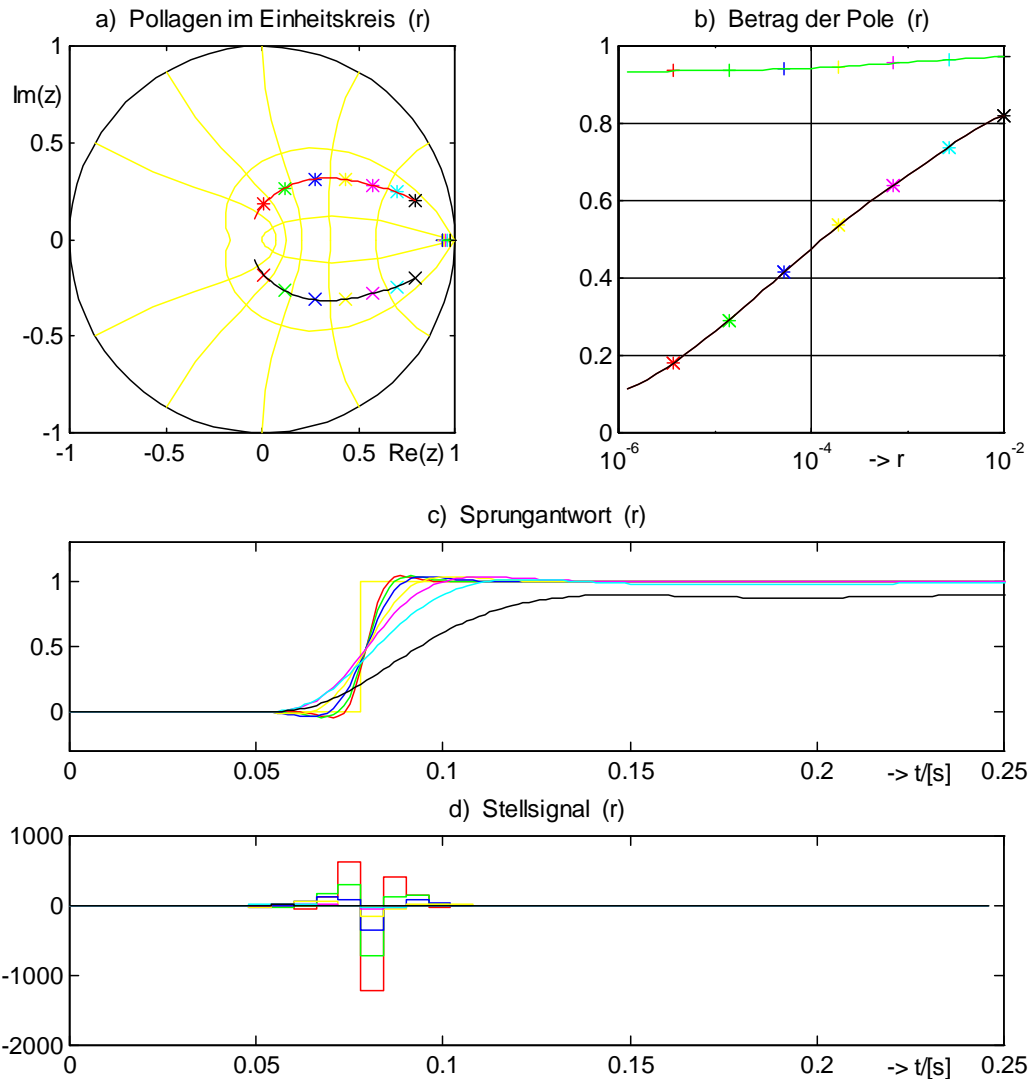 a) Pollagen im Einheitskreis (r)
b) Betrag der Pole (r)
1
Im(z)
0.5
0
-0.5
-1
-1 -0.5 0 0.5 Re(z) 1
1
0.8
0.6
0.4
0.2
0
10^-6 10^-4 -> r 10^-2
c) Sprungantwort (r)
1
0.5
0
0 0.05 0.1 0.15 0.2 -> t/[s] 0.25
d) Stellsignal (r)
1000
0
-1000
-2000
0 0.05 0.1 0.15 0.2 -> t/[s] 0.25